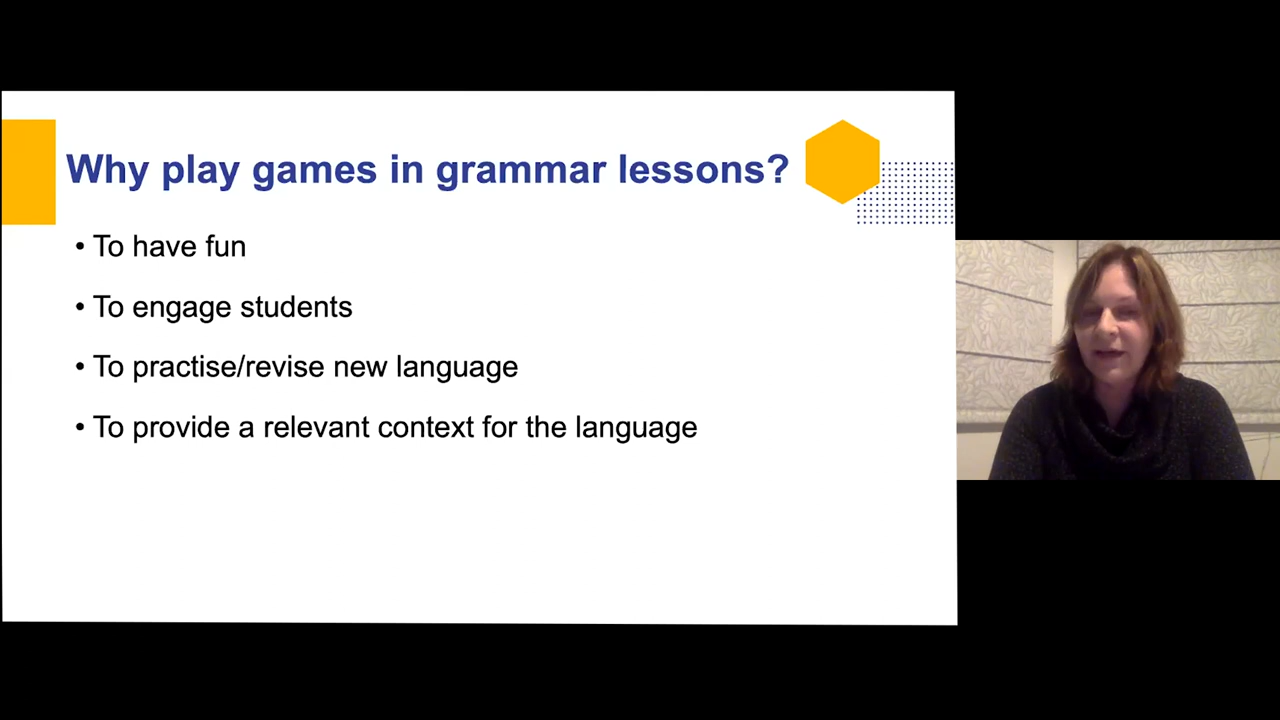 Why play games in grammar lessons?
• To have fun
• To engage students
• To practise/revise new language
• To provide a relevant context for the language